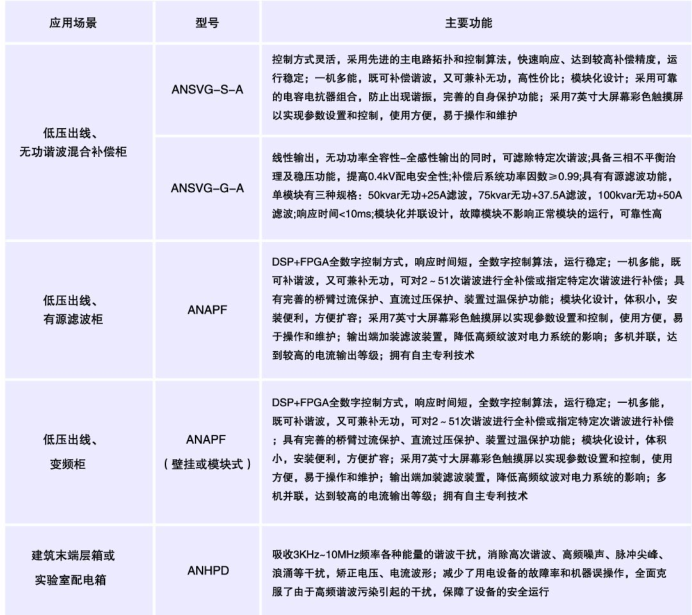 应用场景
型号
主要功能
低压出线、
无功谐波混合补偿柜
ANSVG-S-A
控制方式灵活，采用先进的主电路拓扑和控制算法，快速响应、达到较高补偿精度，运
行稳定；一机多能，既可补偿谐波，又可兼补无功，高性价比；模块化设计；采用可靠
的电容电抗器组合，防止出现谐振，完善的自身保护功能；采用7英寸大屏幕彩色触摸屏
以实现参数设置和控制，使用方便，易于操作和维护
ANSVG-G-A
线性输出，无功功率全容性-全感性输出的同时，可滤除特定次谐波;具备三相不平衡治
理及稳压功能，提高0.4kV配电安全性;补偿后系统功率因数≥0.99;具有有源滤波功能，
单模块有三种规格：50kvar无功+25A滤波，75kvar无功+37.5A滤波，100kvar无功+50A
滤波;响应时间<10ms;模块化并联设计，故障模块不影响正常模块的运行，可靠性高
低压出线、
有源滤波柜
ANAPF
DSP+FPGA全数字控制方式，响应时间短，全数字控制算法，运行稳定；一机多能，既
可补谐波，又可兼补无功，可对2～51次谐波进行全补偿或指定特定次谐波进行补偿；具
有完善的桥臂过流保护、直流过压保护、装置过温保护功能；模块化设计，体积小，安
装便利，方便扩容；采用7英寸大屏幕彩色触摸屏以实现参数设置和控制，使用方便，易
于操作和维护；输出端加装滤波装置，降低高频纹波对电力系统的影响；多机并联，达
到较高的电流输出等级；拥有自主专利技术
低压出线、
变频柜
ANAPF
（壁挂或模块式）
DSP+FPGA全数字控制方式，响应时间短，全数字控制算法，运行稳定；一机多能，
既可补谐波，又可兼补无功，可对2～51次谐波进行全补偿或指定特定次谐波进行补偿
；具有完善的桥臂过流保护、直流过压保护、装置过温保护功能；模块化设计，体积
小，安装便利，方便扩容；采用7英寸大屏幕彩色触摸屏以实现参数设置和控制，使用
方便，易于操作和维护；输出端加装滤波装置，降低高频纹波对电力系统的影响；多
机并联，达到较高的电流输出等级；拥有自主专利技术
建筑末端层箱或
实验室配电箱
ANHPD
吸收3KHz~10MHz频率各种能量的谐波干扰，消除高次谐波、高频噪声、脉冲尖峰、
浪涌等干扰，矫正电压、电流波形；减少了用电设备的故障率和机器误操作，全面克
服了由于高频谐波污染引起的干扰，保障了设备的安全运行